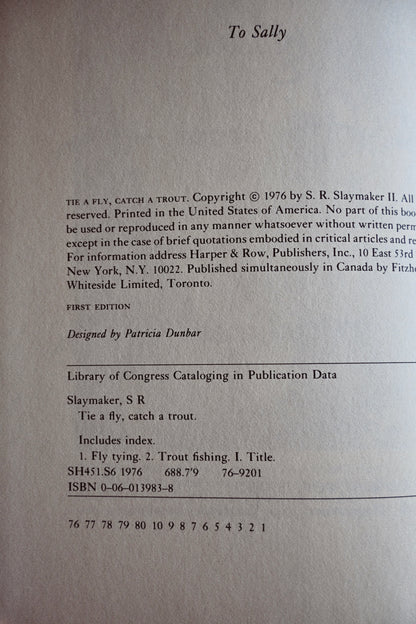 To Sally
TIE A FLY, CATCH A TROUT. Copyright © 1976 by S. R. Slaymaker II. All
reserved. Printed in the United States of America. No part of this boo
be used or reproduced in any manner whatsoever without written perm
except in the case of brief quotations embodied in critical articles and re
For information address Harper & Row, Publishers, Inc., 10 East 53rd
New York, N.Y. 10022. Published simultaneously in Canada by Fitzhe
Whiteside Limited, Toronto.
FIRST EDITION
Designed by Patricia Dunbar
Library of Congress Cataloging in Publication Data
Slaymaker, S R
Tie a fly, catch a trout.
Includes index.
1. Fly tying. 2. Trout fishing. I. Title.
SH451.S6 1976 688.7'9 76-9201
ISBN 0-06-013983-8
76 77 78 79 80 10 9 8 7 6 5 4 3 2 1